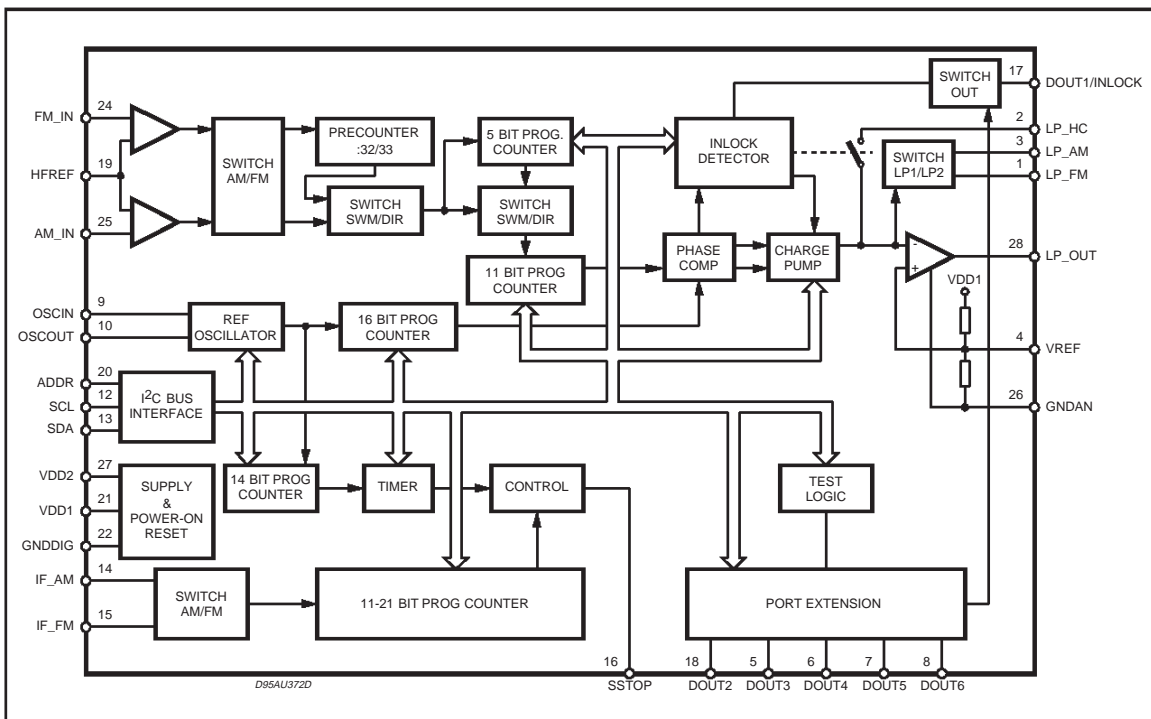 FM_IN
24
HFREF
19
AM_IN
25
SWITCH
AM/FM
PRECOUNTER
:32/33
SWITCH
SWM/DIR
5 BIT PROG.
COUNTER
SWITCH
SWM/DIR
11 BIT PROG
COUNTER
INLOCK
DETECTOR
PHASE
COMP
CHARGE
PUMP
SWITCH
OUT
17
DOUT1/INLOCK
2
LP_HC
SWITCH
LP1/LP2
3
LP_AM
1
LP_FM
-
+
28
LP_OUT
VDD1
4
VREF
26
GNDAN
OSCIN
9
OSCOUT
10
REF
OSCILLATOR
16 BIT PROG
COUNTER
ADDR
20
SCL
12
SDA
13
I2C BUS
INTERFACE
VDD2
27
VDD1
21
GNDDIG
22
SUPPLY
&
POWER-ON
RESET
14 BIT PROG
COUNTER
TIMER
CONTROL
TEST
LOGIC
IF_AM
14
IF_FM
15
SWITCH
AM/FM
11-21 BIT PROG COUNTER
PORT EXTENSION
D95AU372D
16
SSTOP
18
DOUT2
5
DOUT3
6
DOUT4
7
DOUT5
8
DOUT6